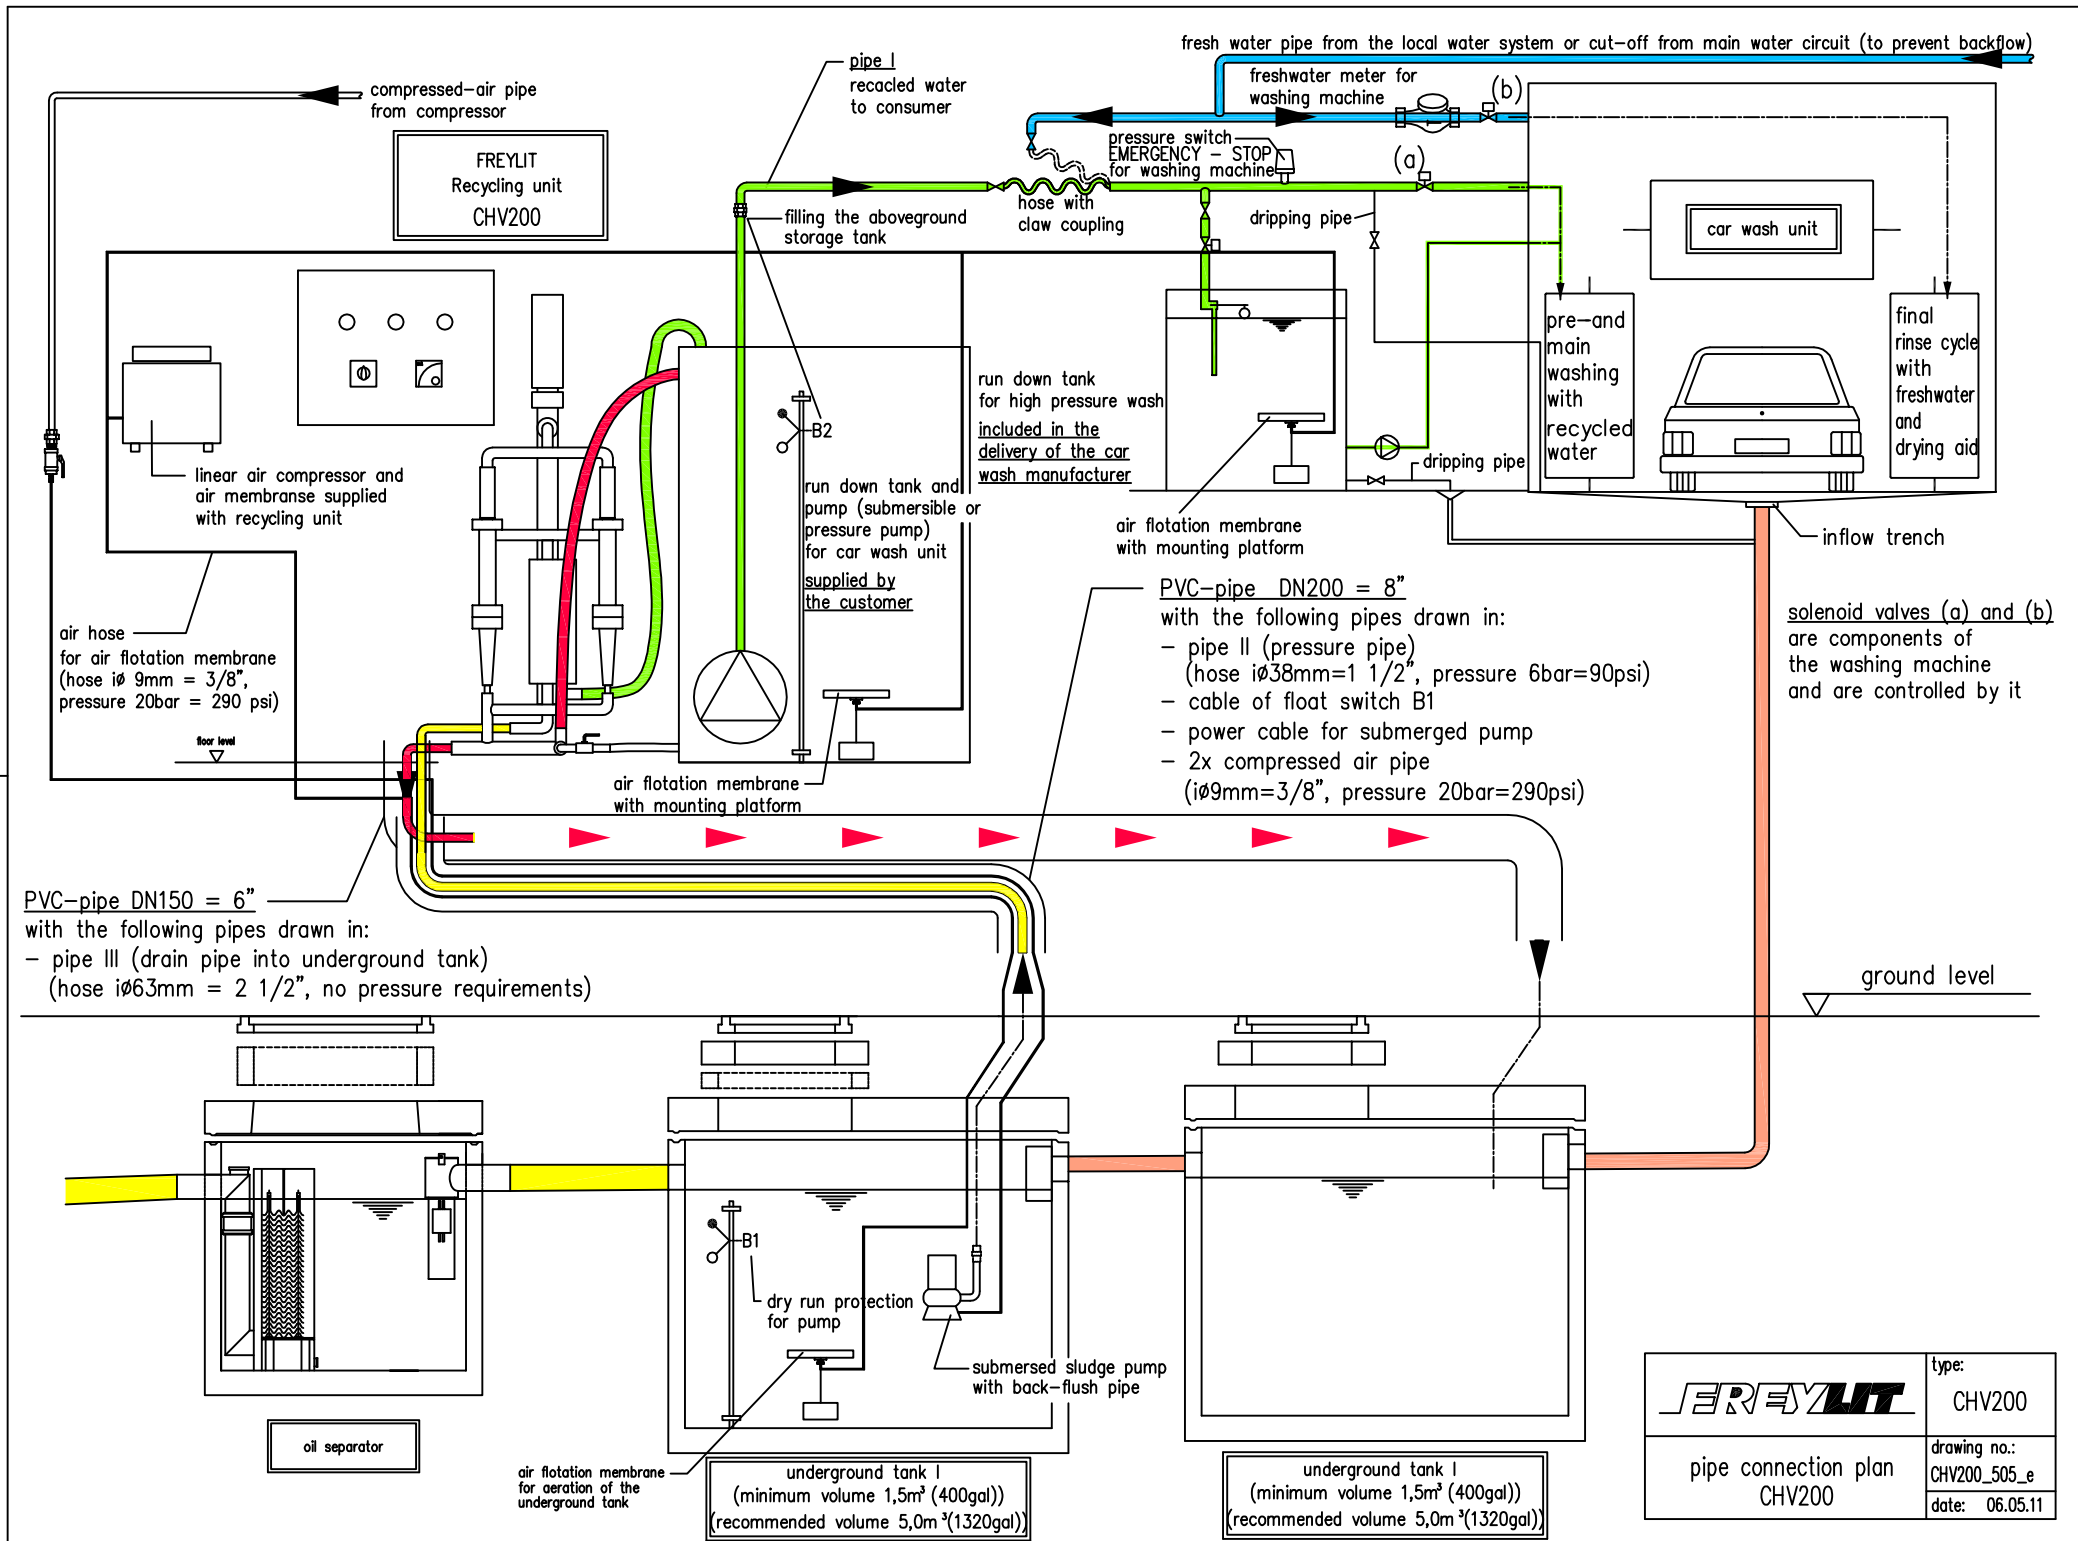 fresh water pipe from the local water system or cut-off from main water circuit (to prevent backflow)
compressed-air pipe
from compressor
pipe I
recacled water
to consumer
freshwater meter for
washing machine
(b)
FREYLIT
Recycling unit
CHV200
pressure switch
EMERGENCY - STOP
for washing machine
(a)
hose with
claw coupling
dripping pipe
filling the aboveground
storage tank
car wash unit
pre-and
main
washing
with
recycled
water
final
rinse cycle
with
freshwater
and
drying aid
run down tank
for high pressure wash
included in the
delivery of the car
wash manufacturer
B2
linear air compressor and
air membranse supplied
with recycling unit
run down tank and
pump (submersible or
pressure pump)
for car wash unit
supplied by
the customer
dripping pipe
air flotation membrane
with mounting platform
inflow trench
air hose
for air flotation membrane
(hose iø 9mm = 3/8",
pressure 20bar = 290 psi)
PVC-pipe DN200 = 8"
with the following pipes drawn in:
- pipe II (pressure pipe)
(hose iø38mm=1 1/2", pressure 6bar=90psi)
- cable of float switch B1
- power cable for submerged pump
- 2x compressed air pipe
(iø9mm=3/8", pressure 20bar=290psi)
solenoid valves (a) and (b)
are components of
the washing machine
and are controlled by it
floor level
air flotation membrane
with mounting platform
PVC-pipe DN150 = 6"
with the following pipes drawn in:
- pipe III (drain pipe into underground tank)
(hose iø63mm = 2 1/2", no pressure requirements)
ground level
B1
dry run protection
for pump
submersed sludge pump
with back-flush pipe
oil separator
air flotation membrane
for aeration of the
underground tank
underground tank I
(minimum volume 1,5m³ (400gal))
(recommended volume 5,0m³(1320gal))
underground tank I
(minimum volume 1,5m³ (400gal))
(recommended volume 5,0m³(1320gal))
FREYLIT
type:
CHV200
pipe connection plan
CHV200
drawing no.:
CHV200_505_e
date: 06.05.11